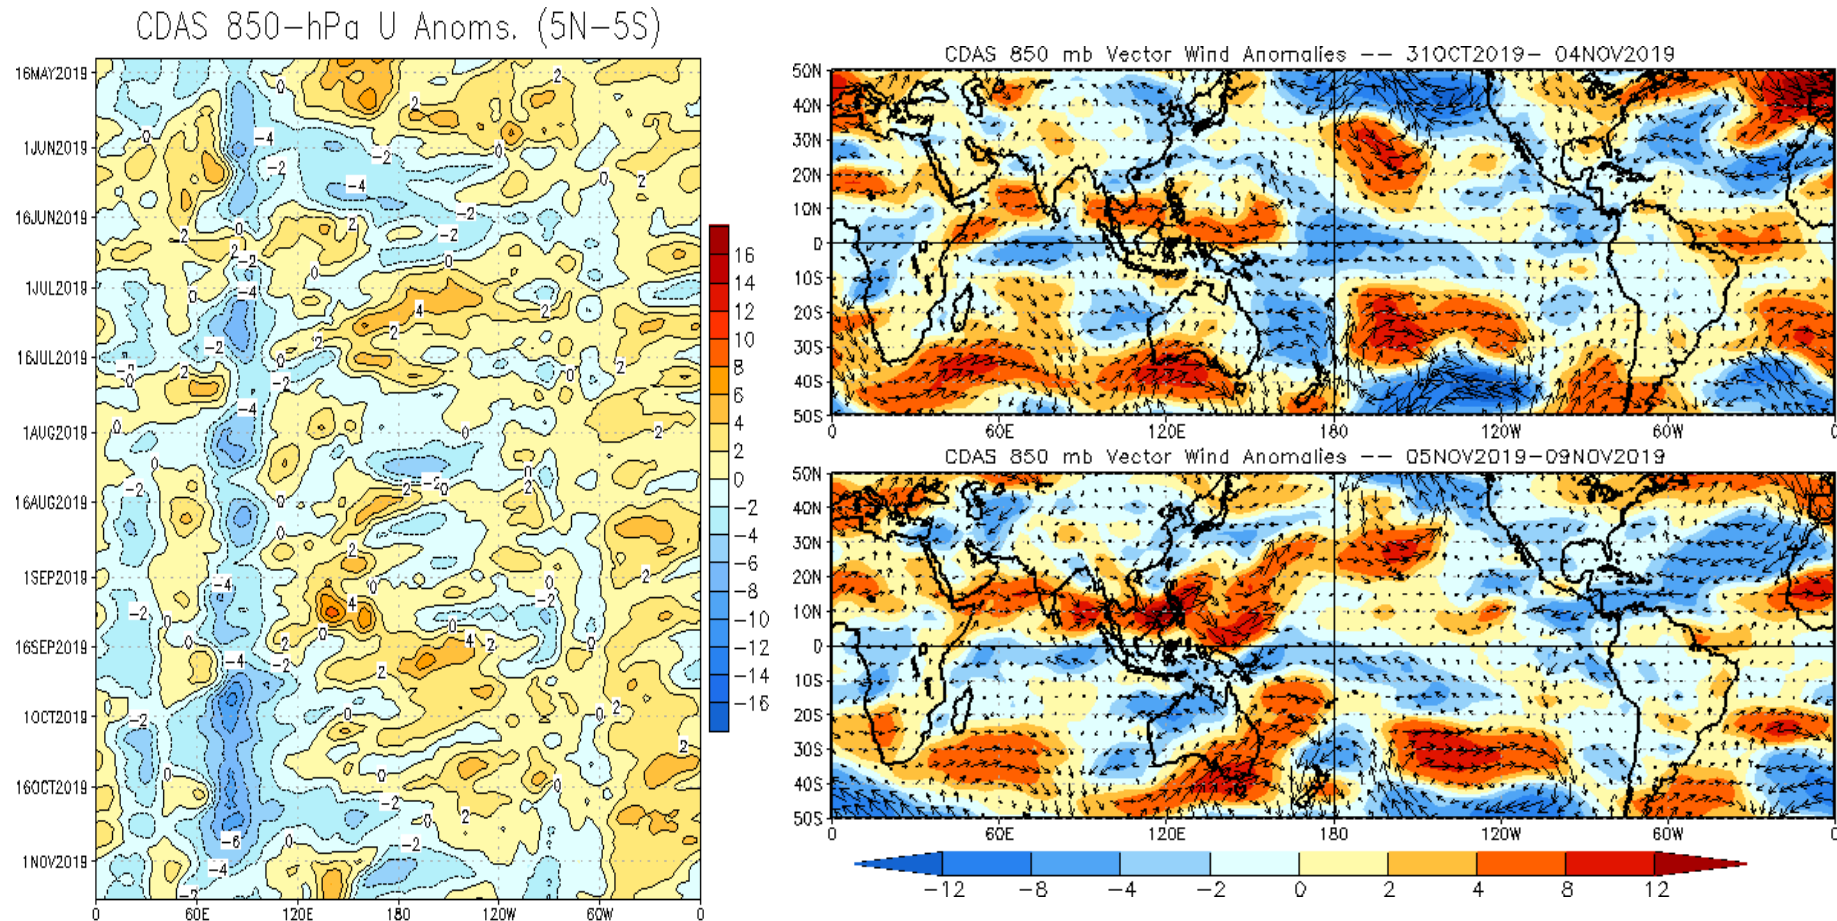 CDAS 850-hPa U Anoms. (5N-5S)
16MAY2019
1JUN2019
16JUN2019
1JUL2019
16JUL2019
1AUG2019
16AUG2019
1SEP2019
16SEP2019
1OCT2019
16OCT2019
1NOV2019
0 60E 120E 180 120W 60W 0
16
14
12
10
8
6
4
2
0
-2
-4
-6
-8
-10
-12
-14
-16
CDAS 850 mb Vector Wind Anomalies -- 31OCT2019- 04NOV2019
50N
40N
30N
20N
10N
0
10S
20S
30S
40S
50S
0 60E 120E 180 120W 60W 0
CDAS 850 mb Vector Wind Anomalies -- 05NOV2019-09NOV2019
50N
40N
30N
20N
10N
0
10S
20S
30S
40S
50S
0 60E 120E 180 120W 60W 0
-12 -8 -4 -2 0 2 4 8 12